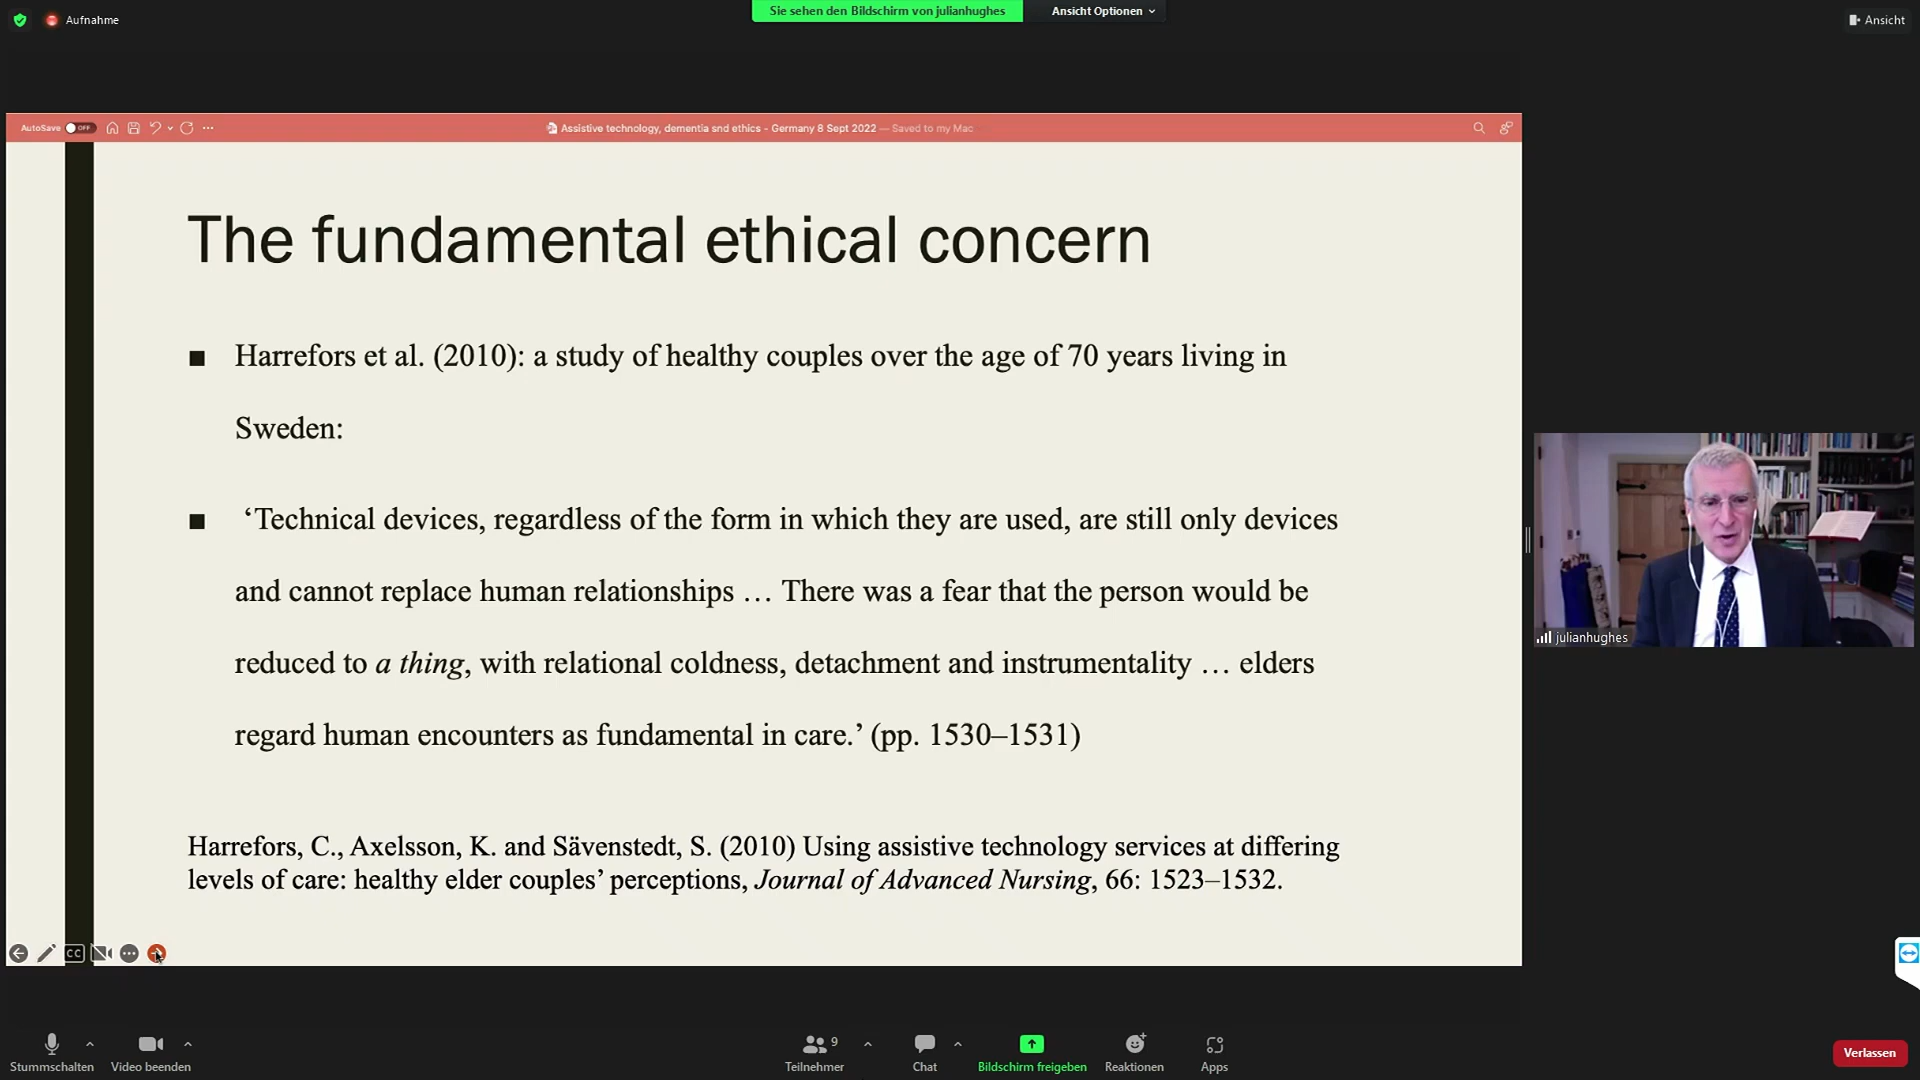 Aufnahme
Sie sehen den Bildschirm von julianhughes
Ansicht Optionen
Ansicht
AutoSave OFF
Assistive technology, dementia snd ethics - Germany 8 Sept 2022 — Saved to my Mac
The fundamental ethical concern
■ Harrefors et al. (2010): a study of healthy couples over the age of 70 years living in
Sweden:
■ ‘Technical devices, regardless of the form in which they are used, are still only devices
and cannot replace human relationships … There was a fear that the person would be
reduced to a thing, with relational coldness, detachment and instrumentality … elders
regard human encounters as fundamental in care.’ (pp. 1530–1531)
Harrefors, C., Axelsson, K. and Sävenstedt, S. (2010) Using assistive technology services at differing
levels of care: healthy elder couples’ perceptions, Journal of Advanced Nursing, 66: 1523–1532.
julianhughes
CC
Stummschalten
Video beenden
9
Teilnehmer
Chat
Bildschirm freigeben
Reaktionen
Apps
Verlassen